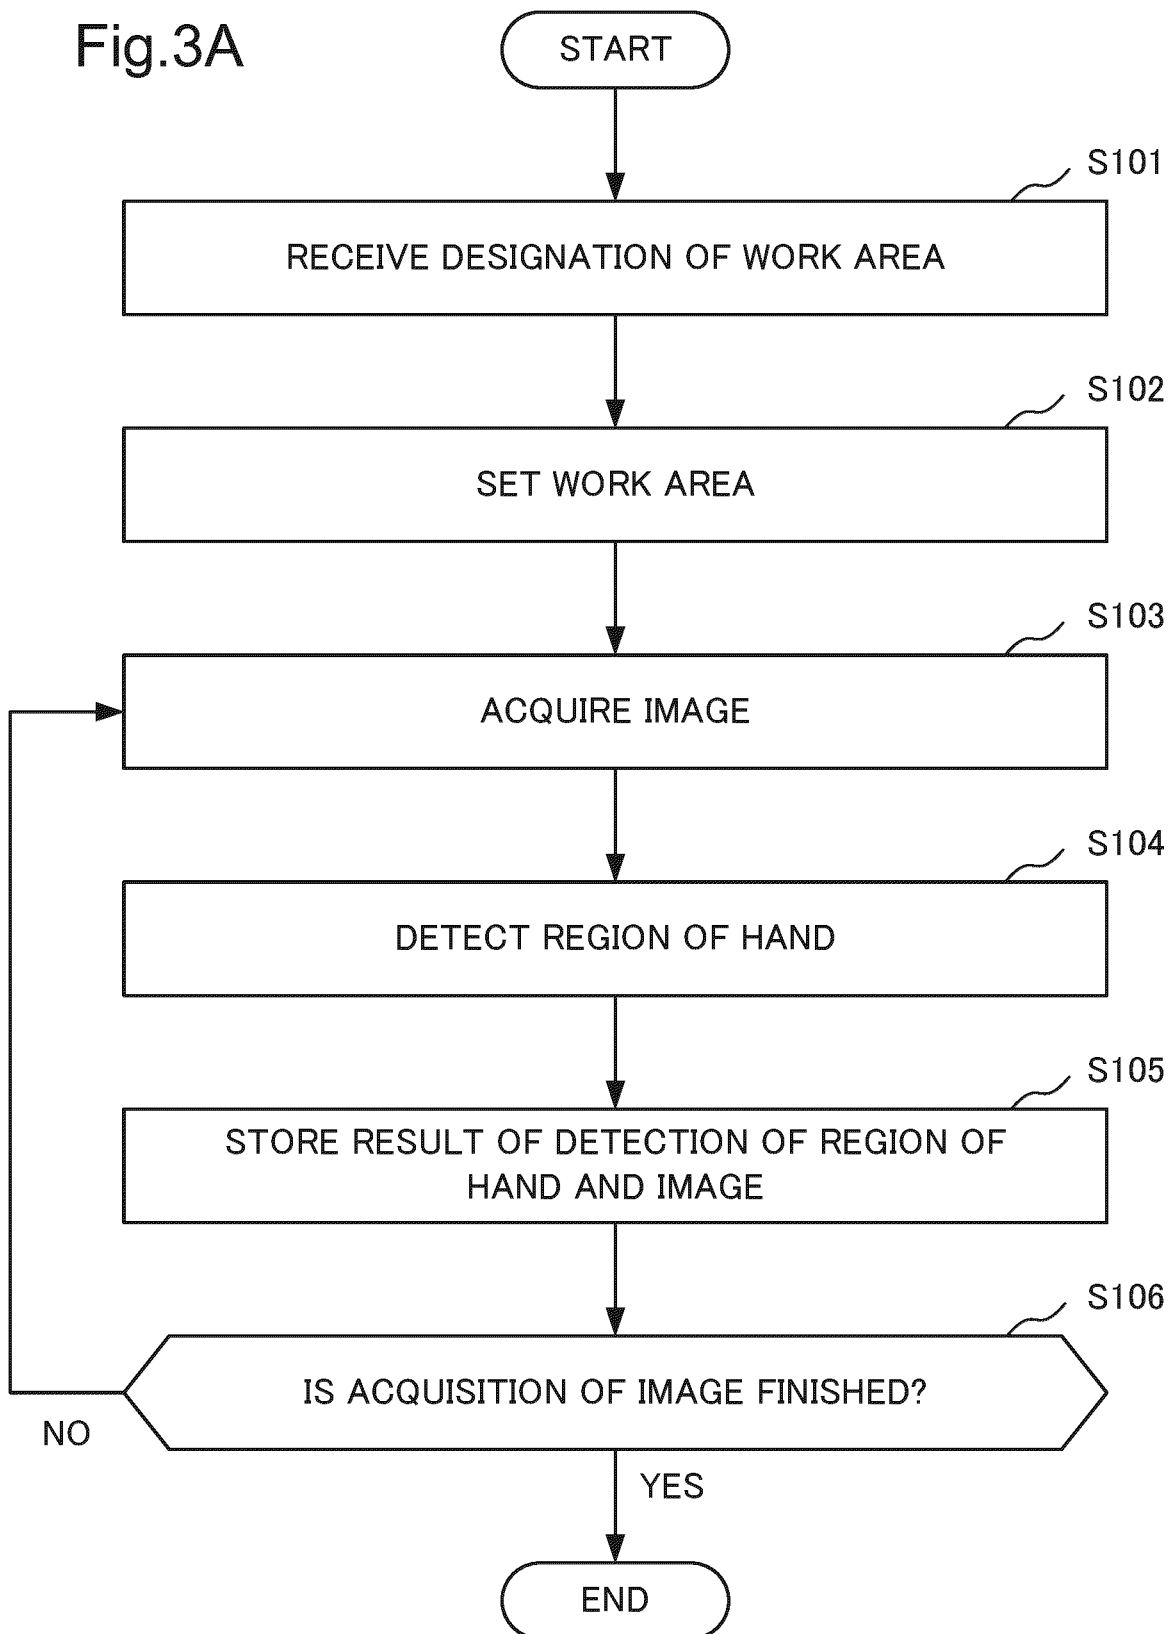 Fig.3A
START
S101
RECEIVE DESIGNATION OF WORK AREA
S102
SET WORK AREA
S103
ACQUIRE IMAGE
S104
DETECT REGION OF HAND
S105
STORE RESULT OF DETECTION OF REGION OF
HAND AND IMAGE
S106
IS ACQUISITION OF IMAGE FINISHED?
NO
YES
END